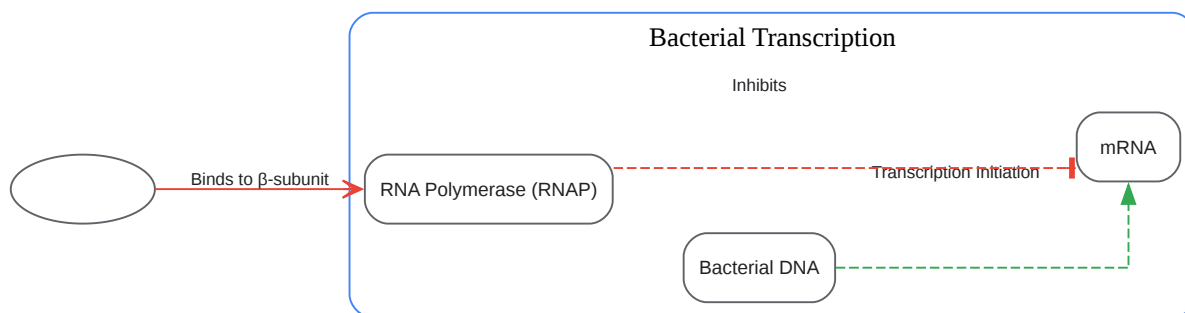 Bacterial Transcription
Inhibits
mRNA
Transcription Initiation
Binds to β-subunit
RNA Polymerase (RNAP)
Bacterial DNA